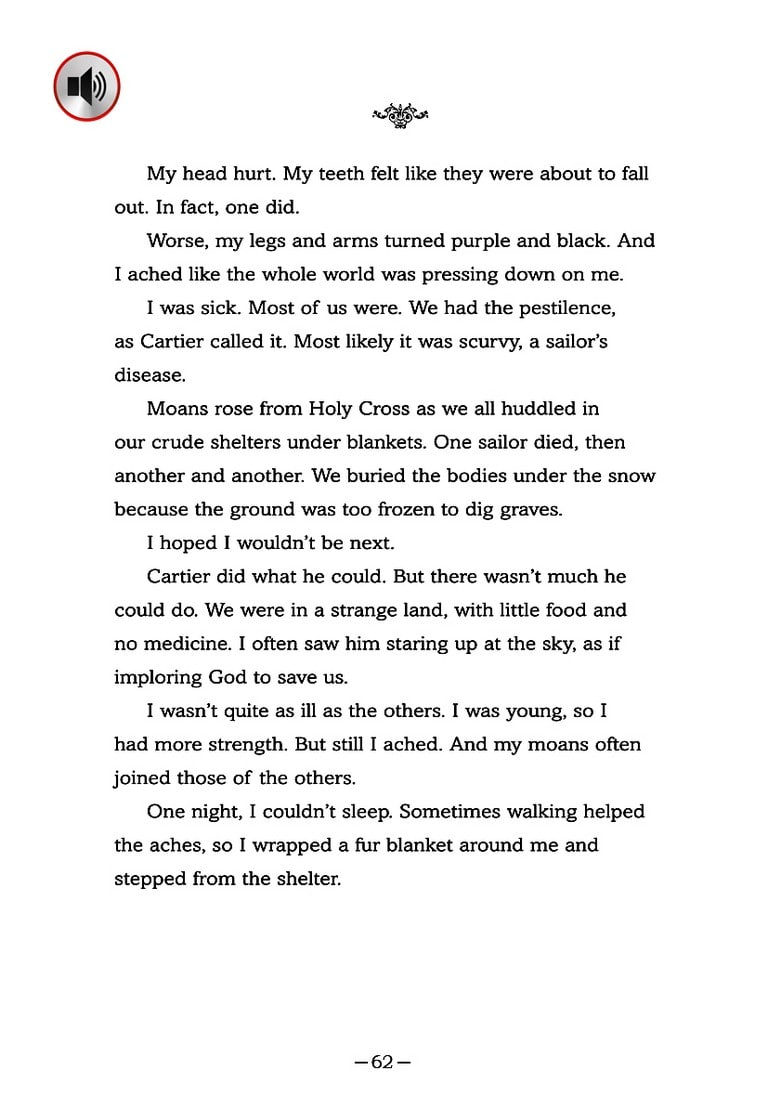 My head hurt. My teeth felt like they were about to fall
out. In fact, one did.
Worse, my legs and arms turned purple and black. And
I ached like the whole world was pressing down on me.
I was sick. Most of us were. We had the pestilence,
as Cartier called it. Most likely it was scurvy, a sailor’s
disease.
Moans rose from Holy Cross as we all huddled in
our crude shelters under blankets. One sailor died, then
another and another. We buried the bodies under the snow
because the ground was too frozen to dig graves.
I hoped I wouldn’t be next.
Cartier did what he could. But there wasn’t much he
could do. We were in a strange land, with little food and
no medicine. I often saw him staring up at the sky, as if
imploring God to save us.
I wasn’t quite as ill as the others. I was young, so I
had more strength. But still I ached. And my moans often
joined those of the others.
One night, I couldn’t sleep. Sometimes walking helped
the aches, so I wrapped a fur blanket around me and
stepped from the shelter.
—62—